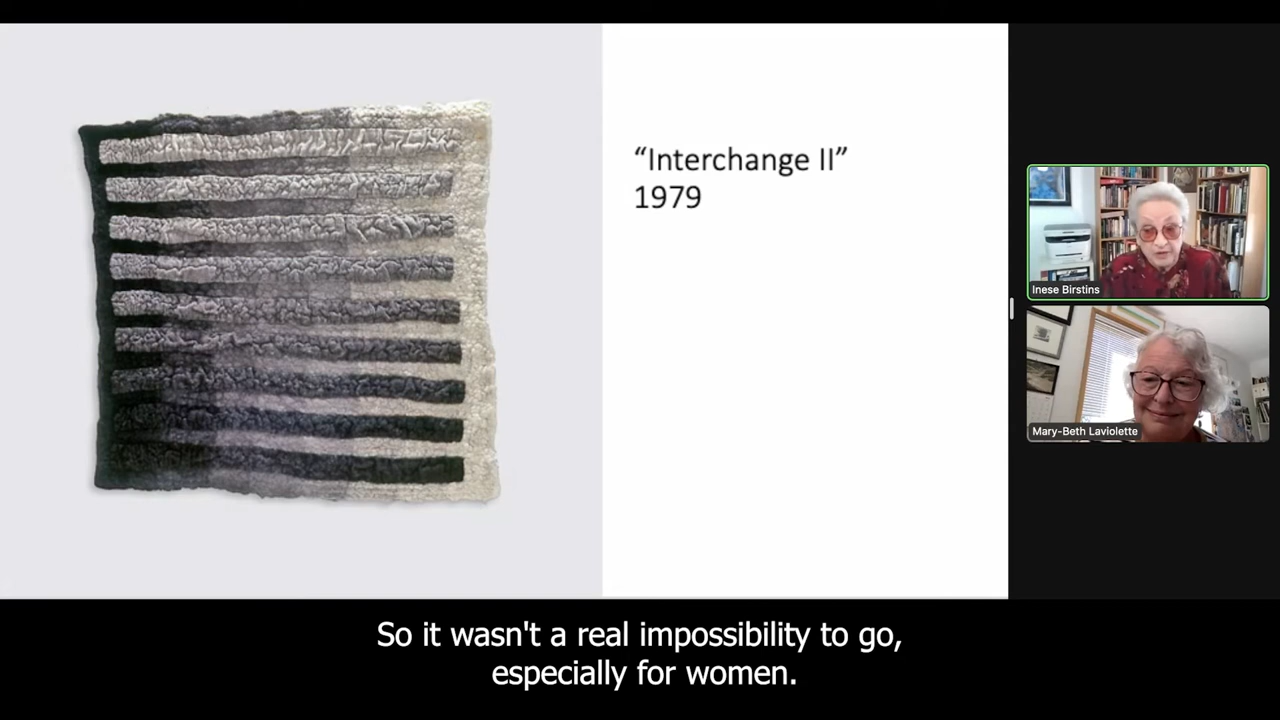 “Interchange II”
1979
Inese Birstins
Mary-Beth Laviolette
So it wasn't a real impossibility to go,
especially for women.